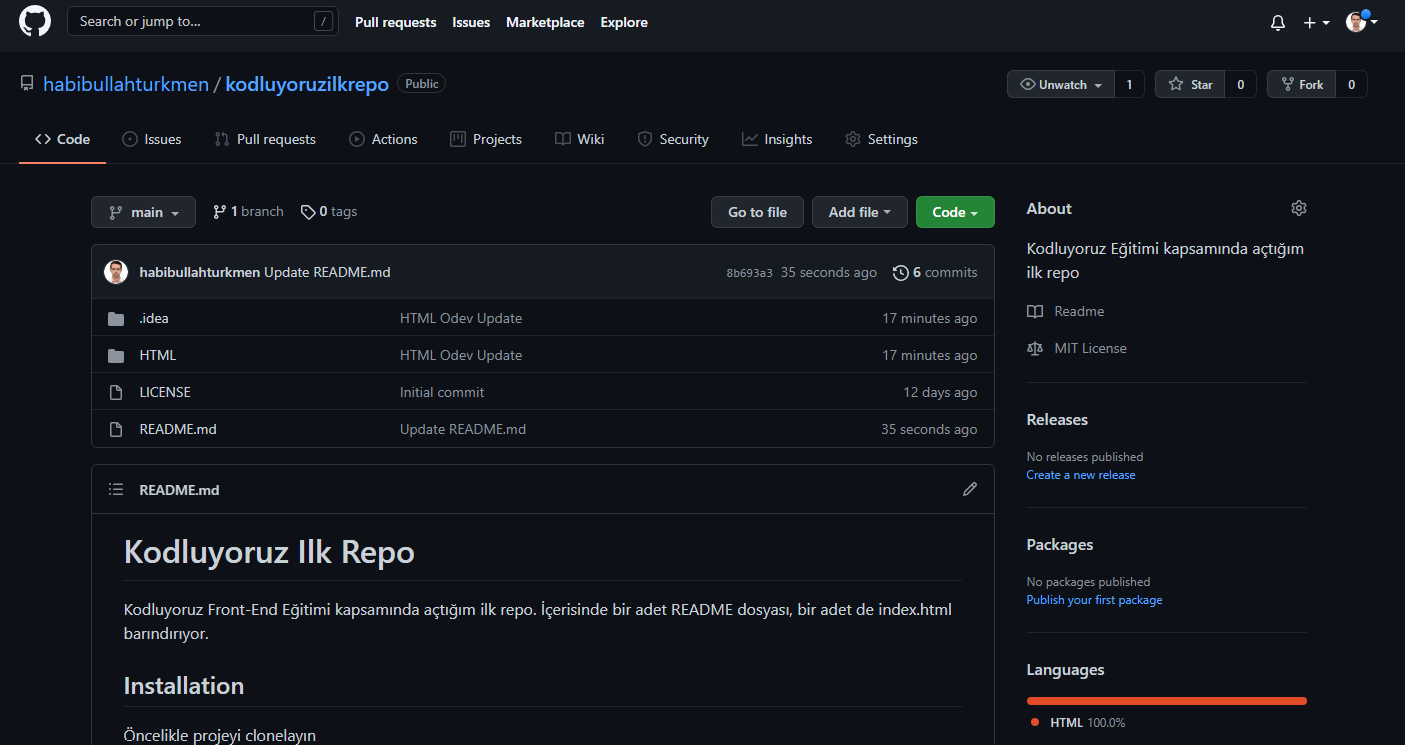 Search or jump to... /
Pull requests Issues Marketplace Explore
habibullahturkmen / kodluyoruzilkrepo Public
Unwatch 1 Star 0 Fork 0
Code Issues Pull requests Actions Projects Wiki Security Insights Settings
main 1 branch 0 tags
Go to file Add file Code
habibullahturkmen Update README.md 8b693a3 35 seconds ago 6 commits
.idea HTML Odev Update 17 minutes ago
HTML HTML Odev Update 17 minutes ago
LICENSE Initial commit 12 days ago
README.md Update README.md 35 seconds ago
README.md
Kodluyoruz Ilk Repo
Kodluyoruz Front-End Eğitimi kapsamında açtığım ilk repo. İçerisinde bir adet README dosyası, bir adet de index.html
barındırıyor.
Installation
Öncelikle projeyi clonelayın
About
Kodluyoruz Eğitimi kapsamında açtığım
ilk repo
Readme
MIT License
Releases
No releases published
Create a new release
Packages
No packages published
Publish your first package
Languages
HTML 100.0%